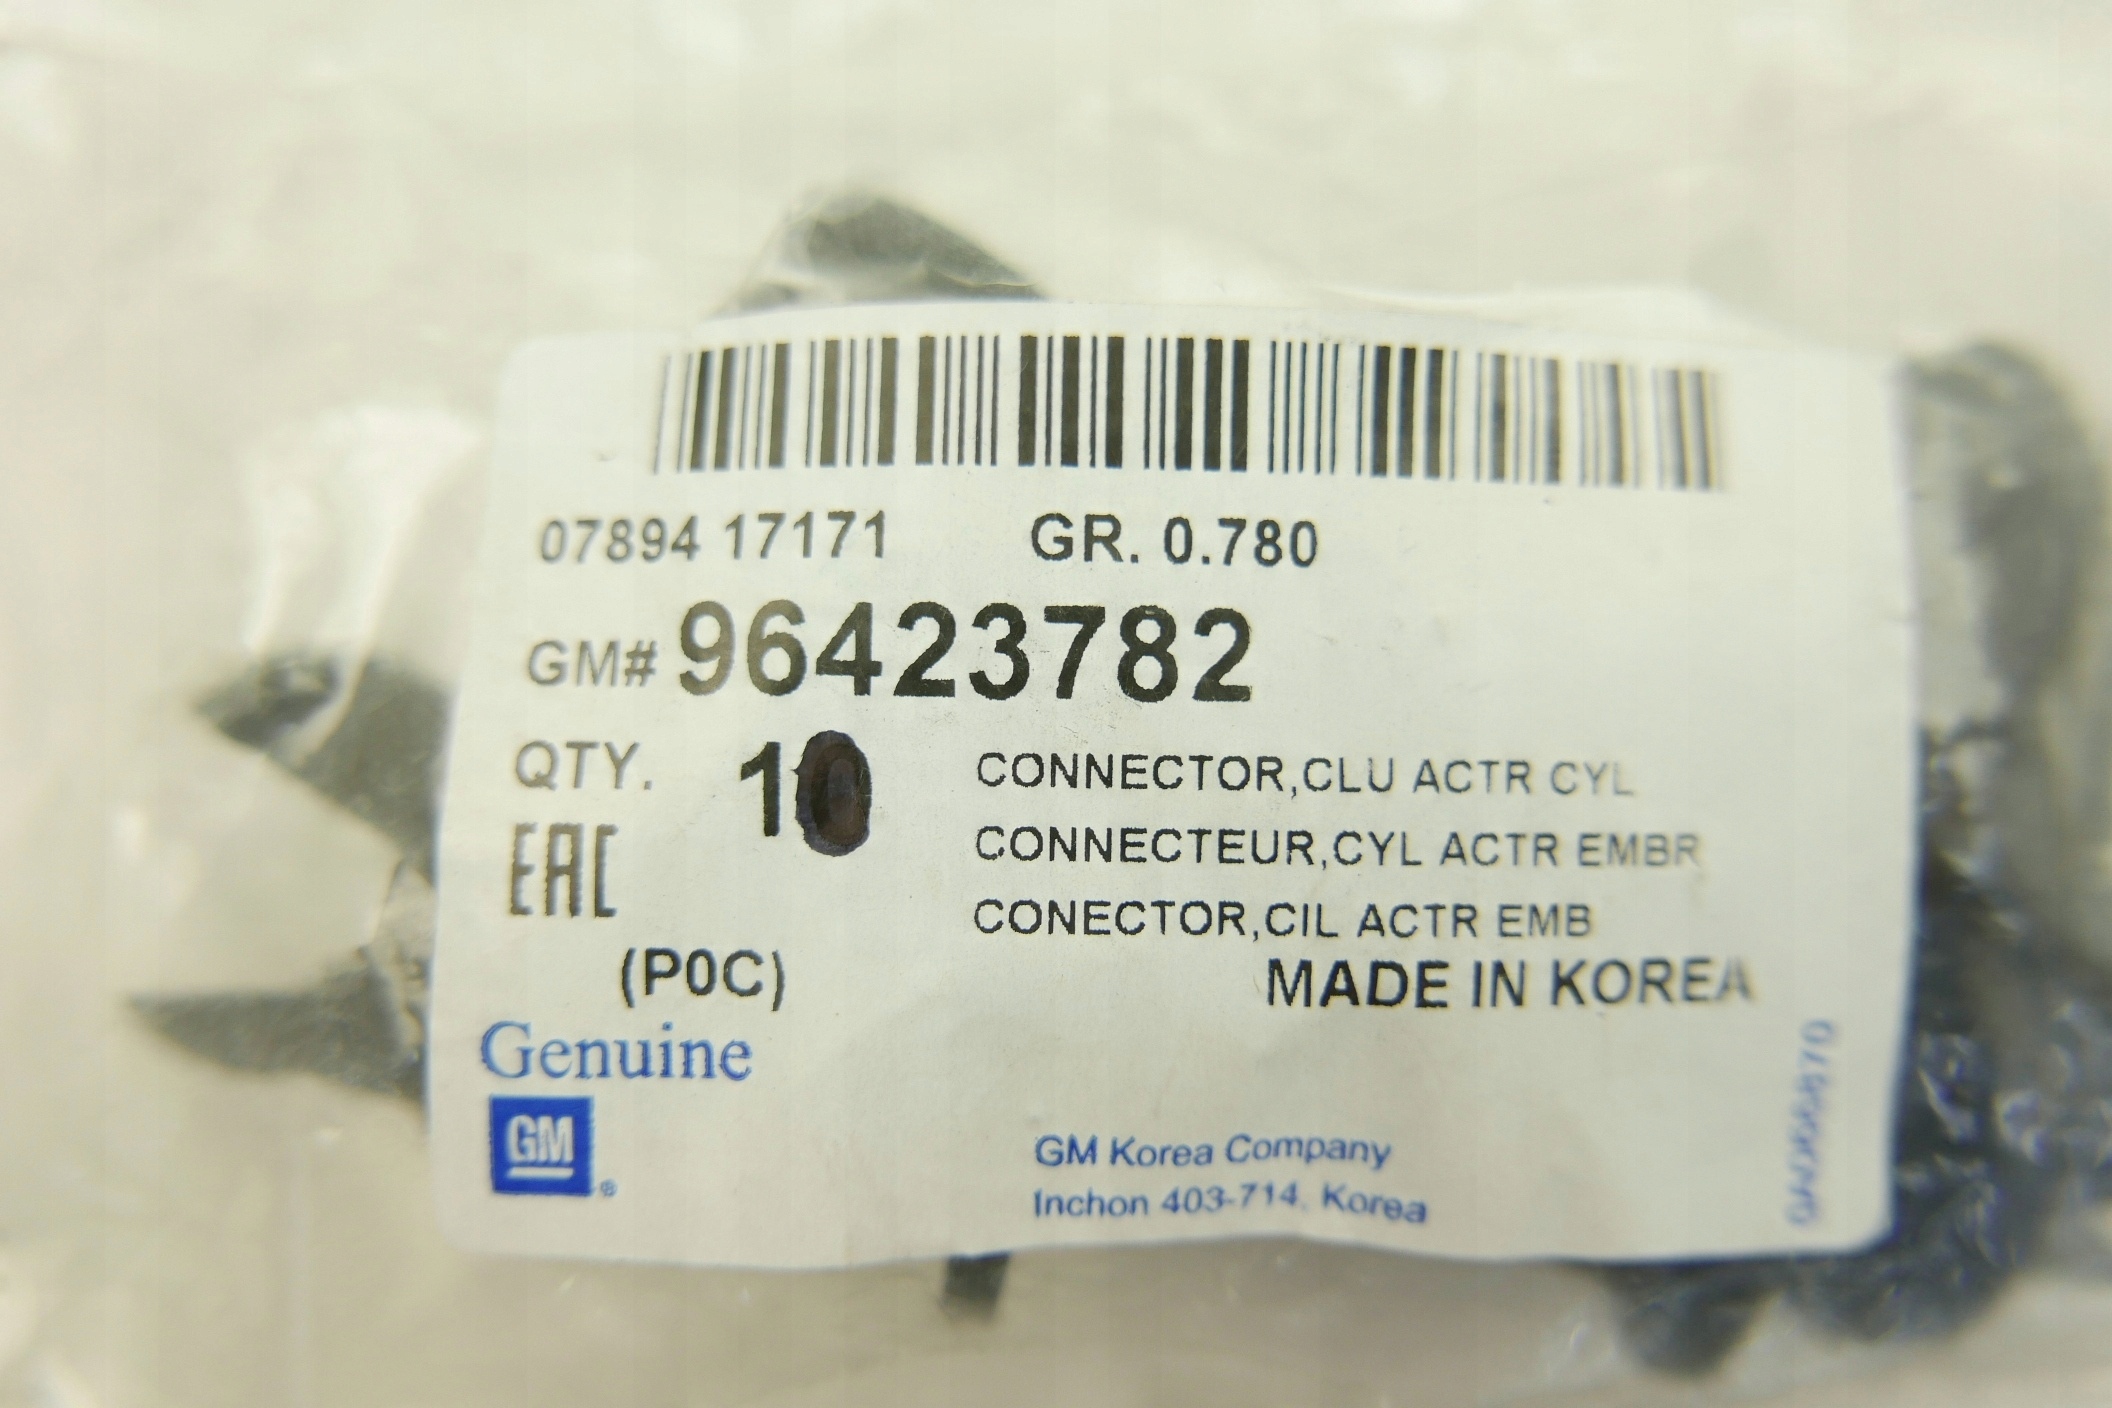 07894 17171 GR. 0.780
GM# 96423782
QTY. 10 CONNECTOR,CLU ACTR CYL
CONNECTEUR,CYL ACTR EMBR
EAC CONECTOR,CIL ACTR EMB
(P0C) MADE IN KOREA
Genuine
GM ®
GM Korea Company
Inchon 403-714, Korea